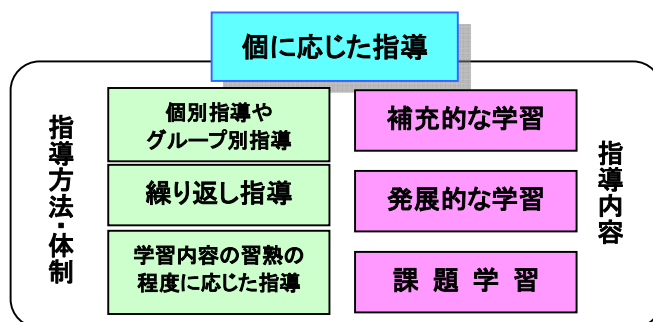 個に応じた指導
指導方法・体制
個別指導や
グループ別指導
繰り返し指導
学習内容の習熟の
程度に応じた指導
補充的な学習
発展的な学習
課題学習
指導内容